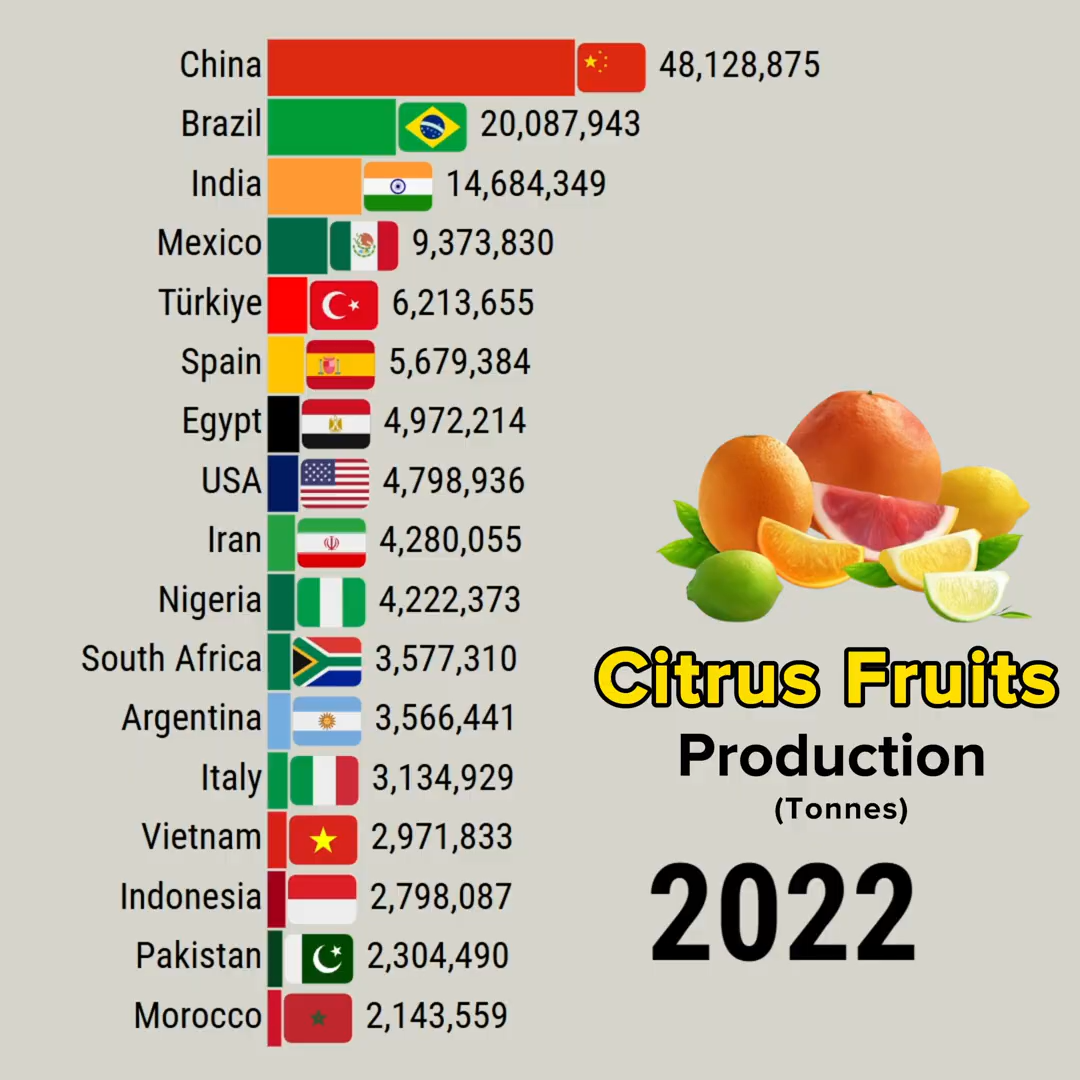 China 48,128,875
Brazil 20,087,943
India 14,684,349
Mexico 9,373,830
Türkiye 6,213,655
Spain 5,679,384
Egypt 4,972,214
USA 4,798,936
Iran 4,280,055
Nigeria 4,222,373
South Africa 3,577,310
Argentina 3,566,441
Italy 3,134,929
Vietnam 2,971,833
Indonesia 2,798,087
Pakistan 2,304,490
Morocco 2,143,559
Citrus Fruits
Production
(Tonnes)
2022